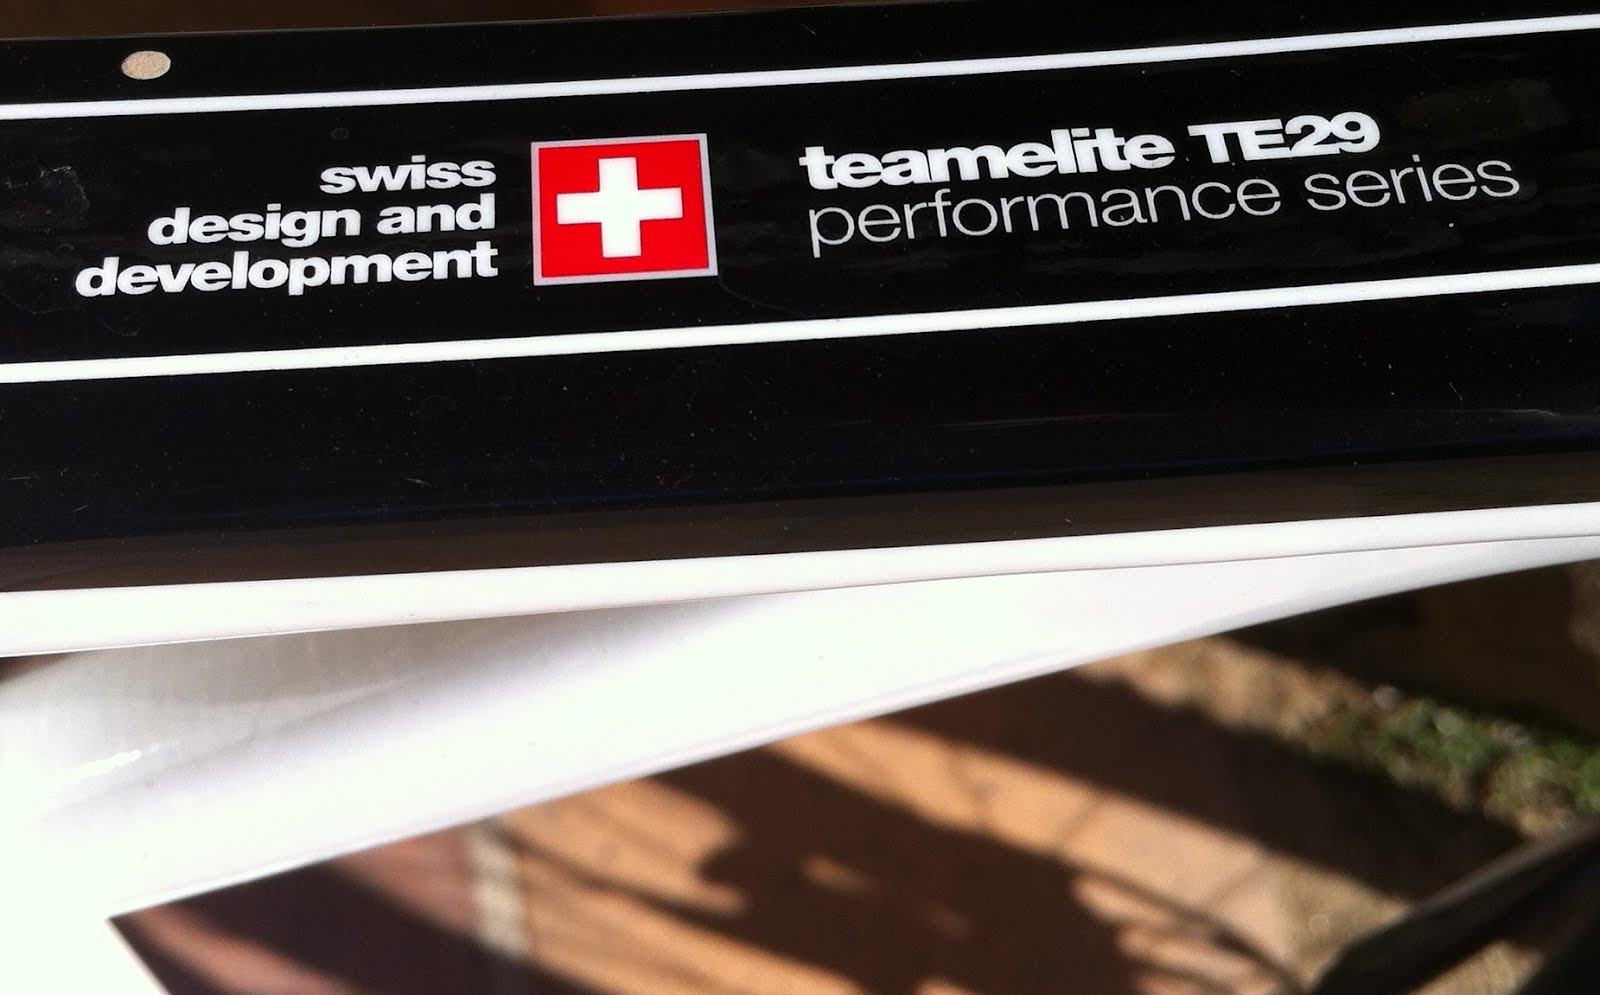 swiss
design and
development
teamelite TE29
performance series